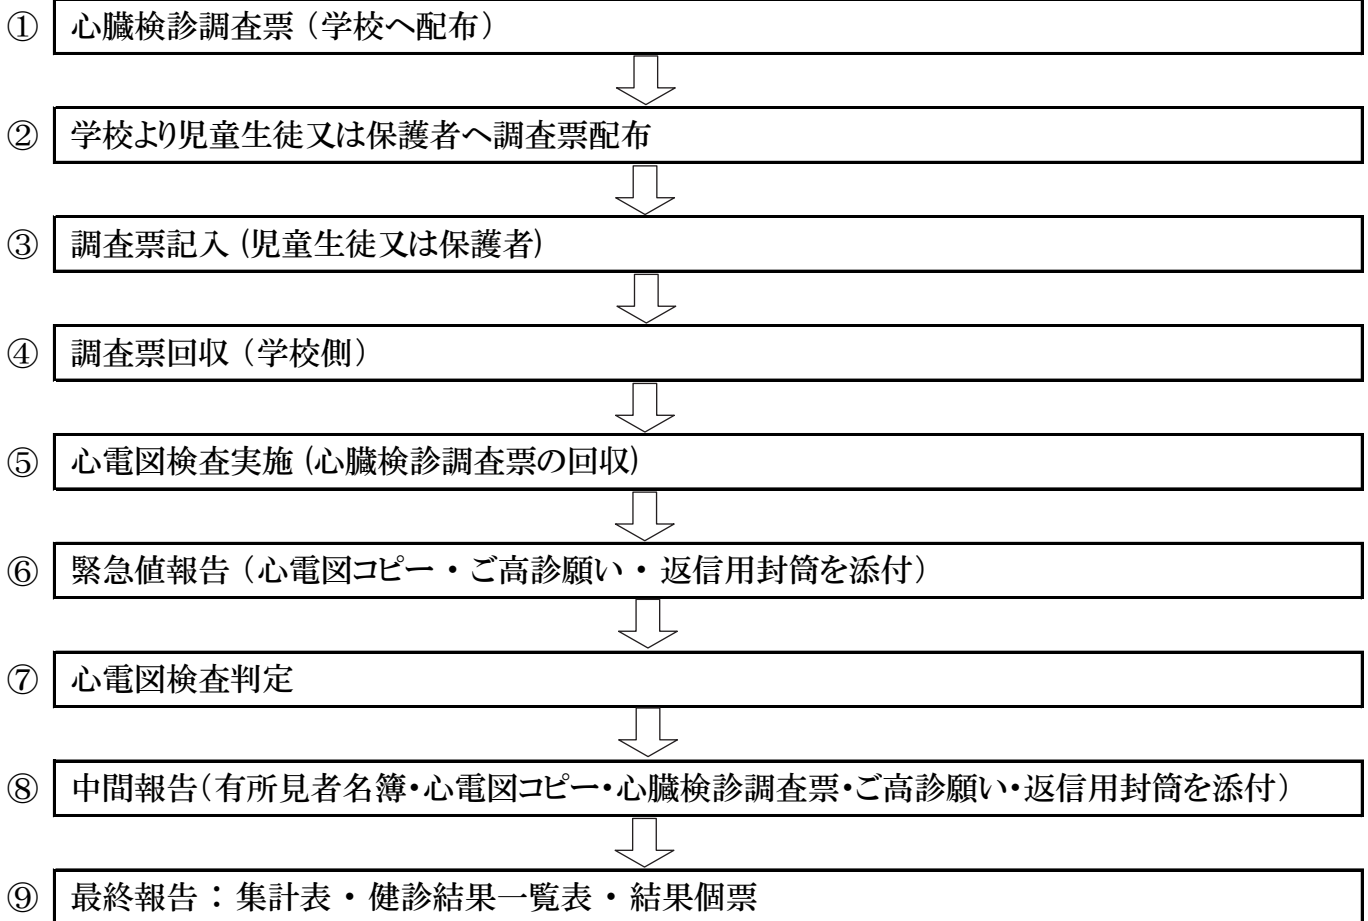 ① 心臓検診調査票（学校へ配布）
② 学校より児童生徒又は保護者へ調査票配布
③ 調査票記入(児童生徒又は保護者)
④ 調査票回収（学校側）
⑤ 心電図検査実施(心臓検診調査票の回収)
⑥ 緊急値報告（心電図コピー・ご高診願い・返信用封筒を添付）
⑦ 心電図検査判定
⑧ 中間報告（有所見者名簿・心電図コピー・心臓検診調査票・ご高診願い・返信用封筒を添付）
⑨ 最終報告：集計表・健診結果一覧表・結果個票